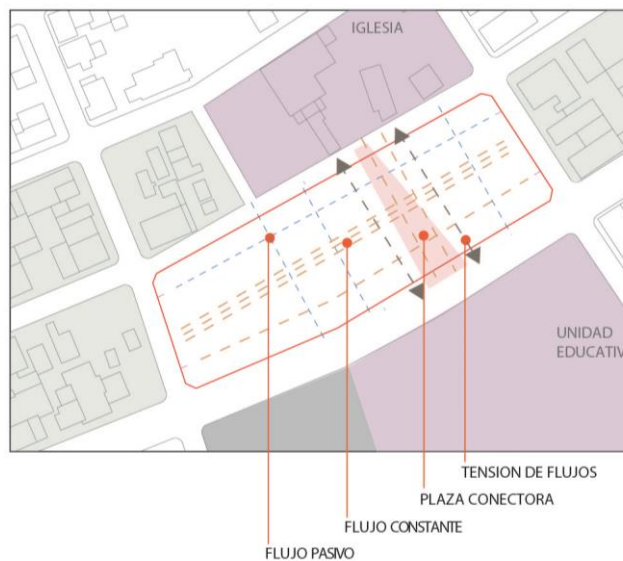 IGLESIA
UNIDAD
EDUCATIV
TENSION DE FLUJOS
PLAZA CONECTORA
FLUJO CONSTANTE
FLUJO PASIVO